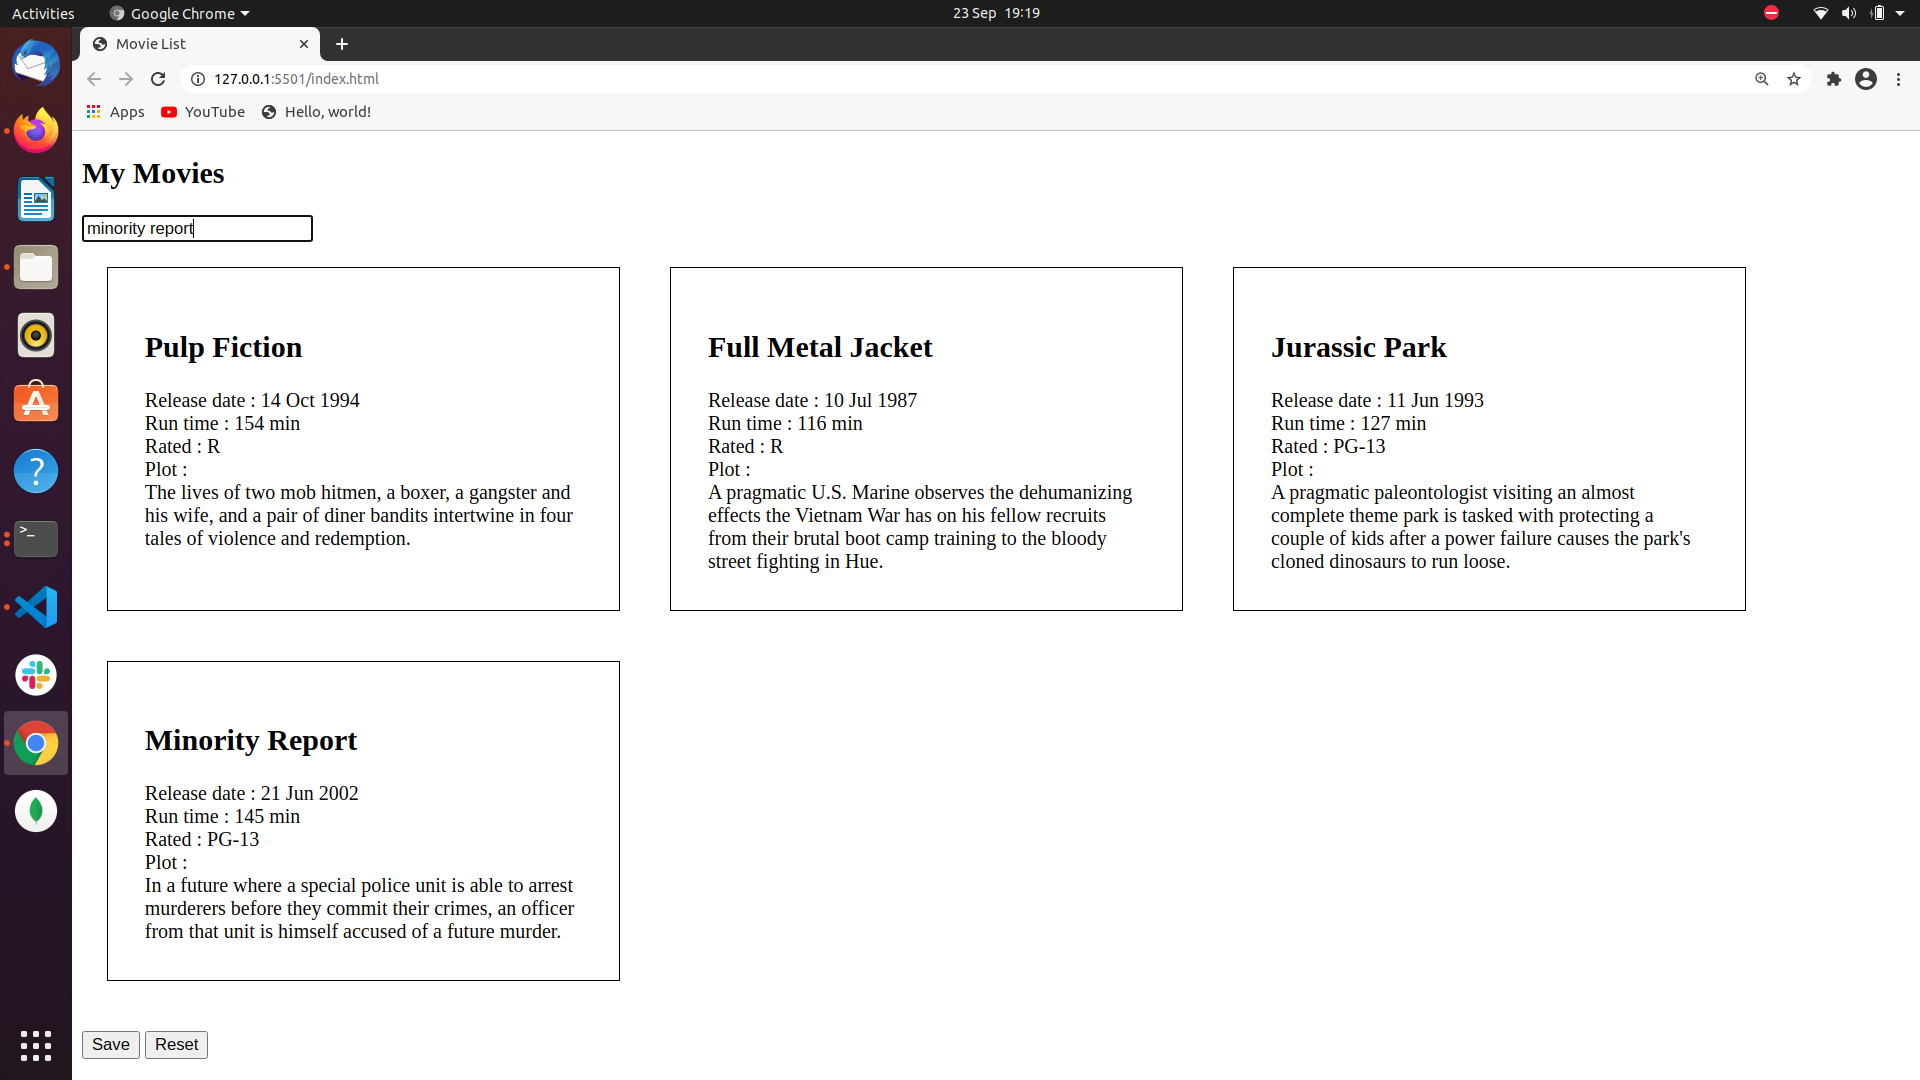 Activities
Google Chrome
23 Sep 19:19
Movie List
127.0.0.1:5501/index.html
Apps
YouTube
Hello, world!
My Movies
minority report
Pulp Fiction
Release date : 14 Oct 1994
Run time : 154 min
Rated : R
Plot :
The lives of two mob hitmen, a boxer, a gangster and
his wife, and a pair of diner bandits intertwine in four
tales of violence and redemption.
Full Metal Jacket
Release date : 10 Jul 1987
Run time : 116 min
Rated : R
Plot :
A pragmatic U.S. Marine observes the dehumanizing
effects the Vietnam War has on his fellow recruits
from their brutal boot camp training to the bloody
street fighting in Hue.
Jurassic Park
Release date : 11 Jun 1993
Run time : 127 min
Rated : PG-13
Plot :
A pragmatic paleontologist visiting an almost
complete theme park is tasked with protecting a
couple of kids after a power failure causes the park's
cloned dinosaurs to run loose.
Minority Report
Release date : 21 Jun 2002
Run time : 145 min
Rated : PG-13
Plot :
In a future where a special police unit is able to arrest
murderers before they commit their crimes, an officer
from that unit is himself accused of a future murder.
Save
Reset